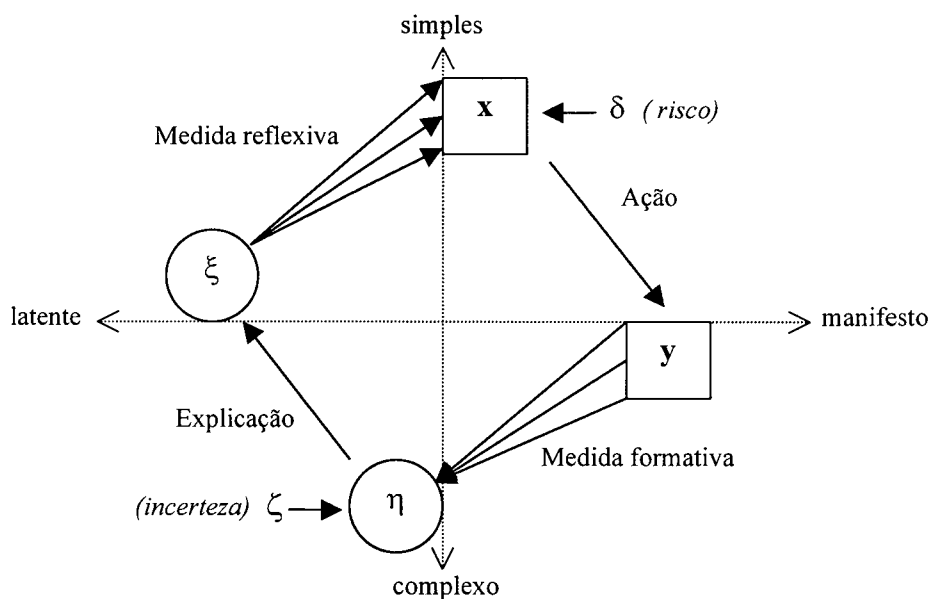 simples
x
δ (risco)
Medida reflexiva
Ação
ξ
latente
manifesto
y
Explicação
Medida formativa
(incerteza) ζ
η
complexo